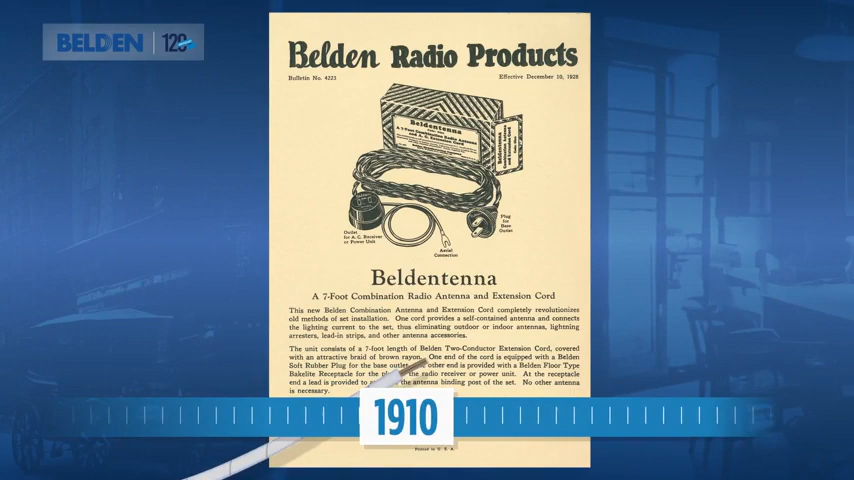 BELDEN | 120
Belden Radio Products
Bulletin No. 4223
Effective December 10, 1928
Beldentenna
A 7-Foot Combination
and A. C. Extension Cord
Beldentenna
Outlet
for A. C. Receiver
or Power Unit
Plug
for
Base
Outlet
Aerial
Connection
Beldentenna
A 7-Foot Combination Radio Antenna and Extension Cord
This new Belden Combination Antenna and Extension Cord completely revolutionizes
old methods of set installation. One cord provides a self-contained antenna and connects
the lighting current to the set, thus eliminating outdoor or indoor antennas, lightning
arresters, lead-in strips, and other antenna accessories.
The unit consists of a 7-foot length of Belden Two-Conductor Extension Cord, covered
with an attractive braid of brown rayon. One end of the cord is equipped with a Belden
Soft Rubber Plug for the base outlet, other end is provided with a Belden Floor Type
Bakelite Receptacle for the the radio receiver or power unit. At the receptacle
end a lead is provided to the antenna binding post of the set. No other antenna
is necessary.
1910
Printed in U. S. A.